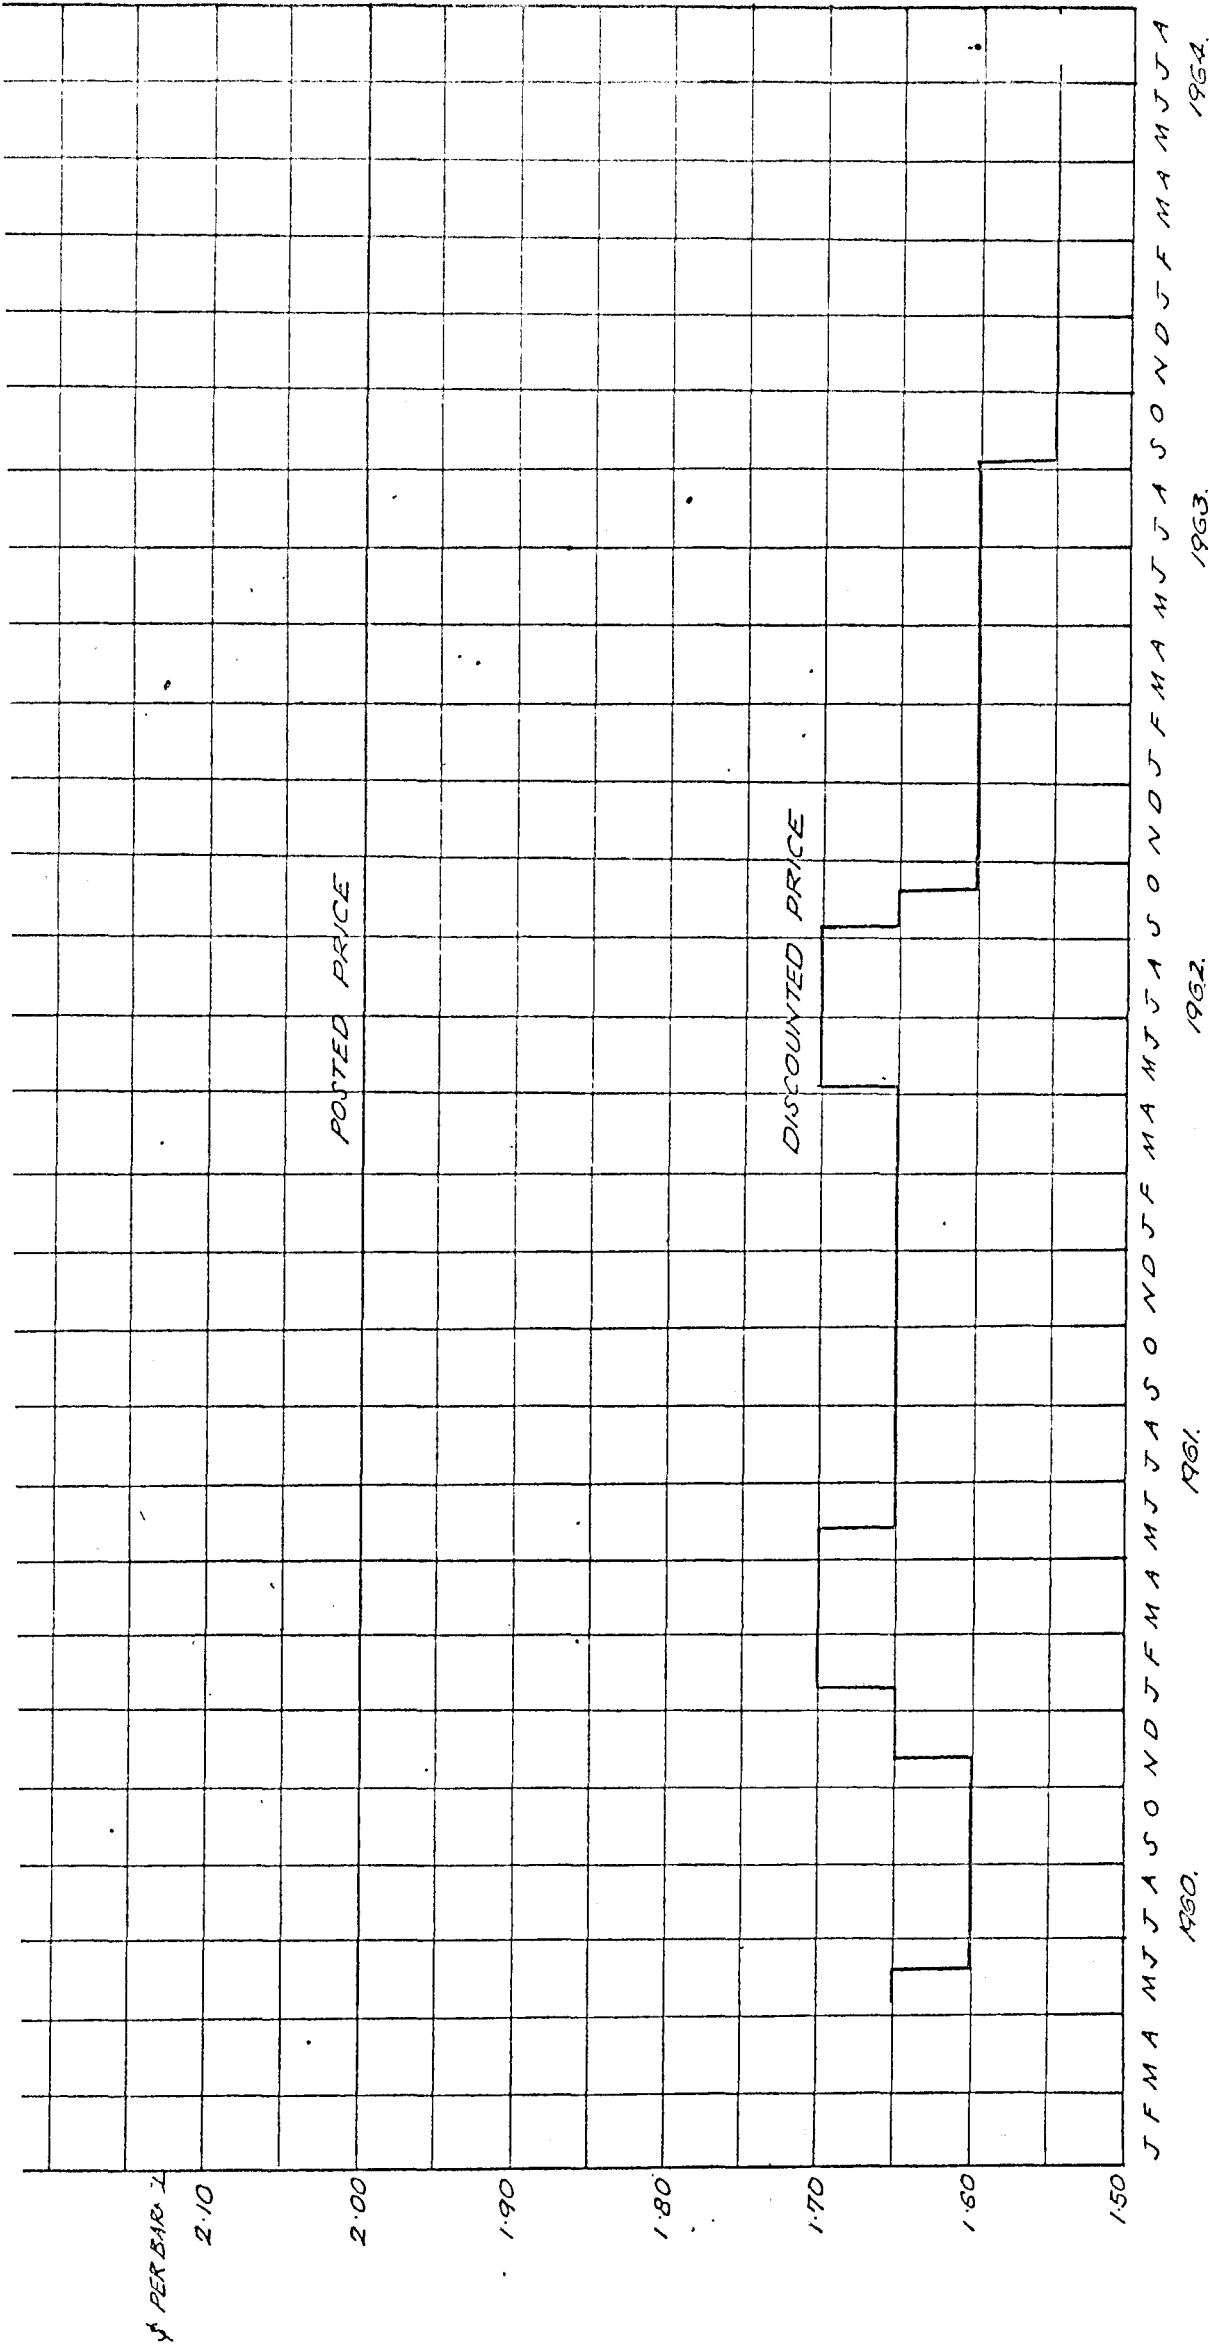 $ PER BARREL
2.10
2.00
1.90
1.80
1.70
1.60
1.50
POSTED PRICE
DISCOUNTED PRICE
J F M A M J J A S O N D J F M A M J J A S O N D J F M A M J J A S O N D J F M A M J J A S O N D J F M A M J J A
1960. 1961. 1962. 1963. 1964.